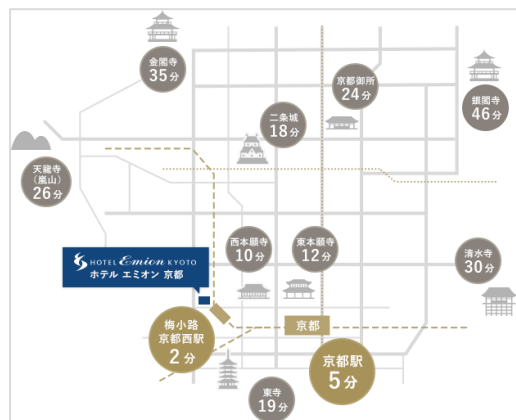 金閣寺
35分
京都御所
24分
銀閣寺
46分
二条城
18分
天龍寺
（嵐山）
26分
西本願寺
10分
東本願寺
12分
清水寺
30分
HOTEL Emion KYOTO
ホテル エミオン 京都
梅小路
京都西駅
2分
京都
京都駅
5分
東寺
19分